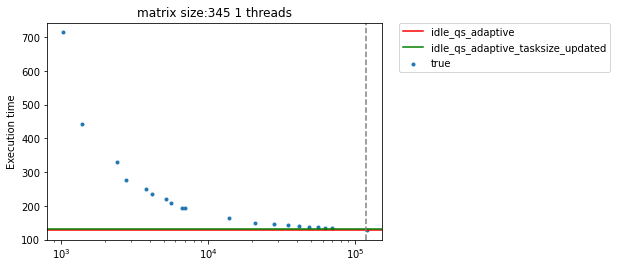 matrix size:345 1 threads
idle_qs_adaptive
idle_qs_adaptive_tasksize_updated
true
Execution time
700
600
500
400
300
200
100
10³
10⁴
10⁵